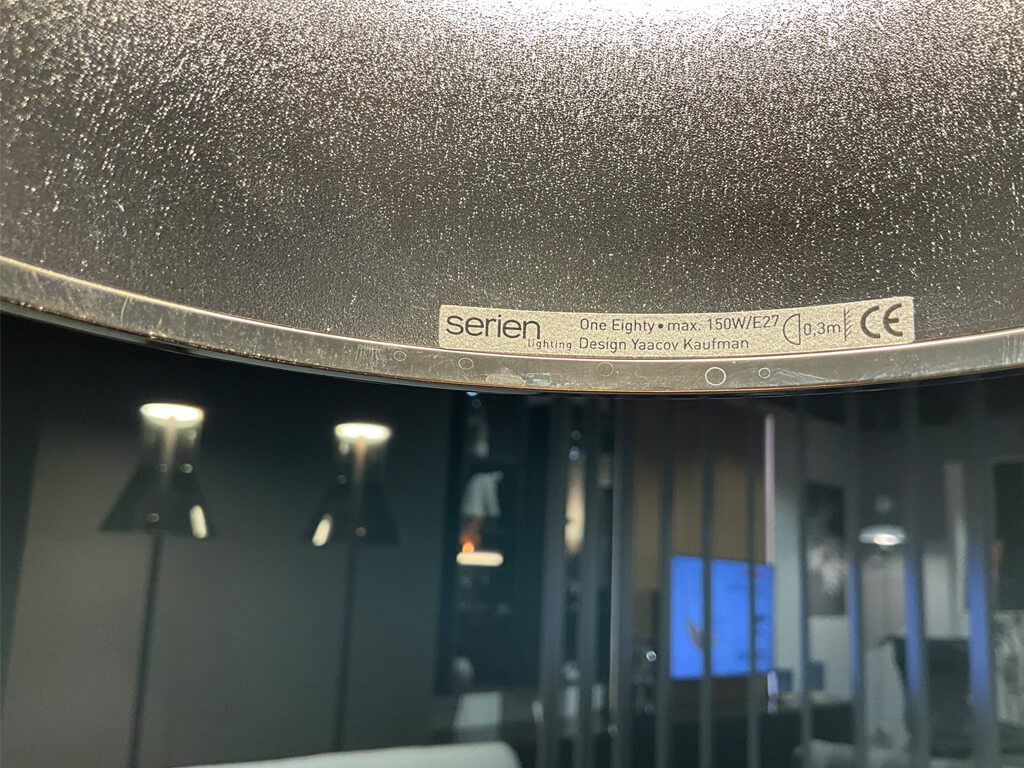 serien One Eighty • max. 150W/E27 0,3m CE
lighting Design Yaacov Kaufman